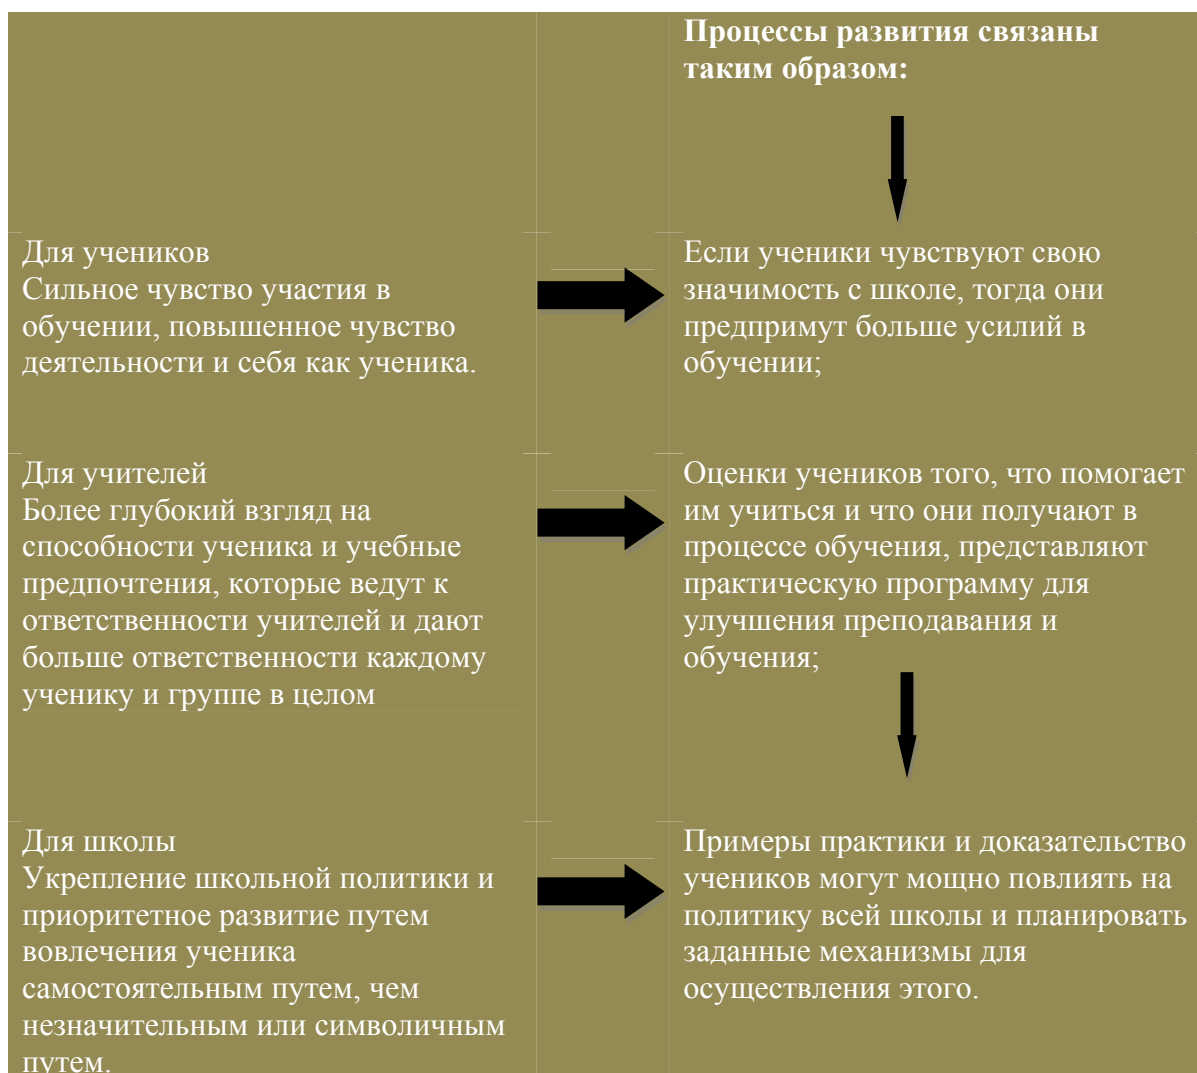 Процессы развития связаны
таким образом:
Для учеников
Сильное чувство участия в
обучении, повышенное чувство
деятельности и себя как ученика.
Если ученики чувствуют свою
значимость с школе, тогда они
предпримут больше усилий в
обучении;
Для учителей
Более глубокий взгляд на
способности ученика и учебные
предпочтения, которые ведут к
ответственности учителей и дают
больше ответственности каждому
ученику и группе в целом
Оценки учеников того, что помогает
им учиться и что они получают в
процессе обучения, представляют
практическую программу для
улучшения преподавания и
обучения;
Для школы
Укрепление школьной политики и
приоритетное развитие путем
вовлечения ученика
самостоятельным путем, чем
незначительным или символичным
путем.
Примеры практики и доказательство
учеников могут мощно повлиять на
политику всей школы и планировать
заданные механизмы для
осуществления этого.